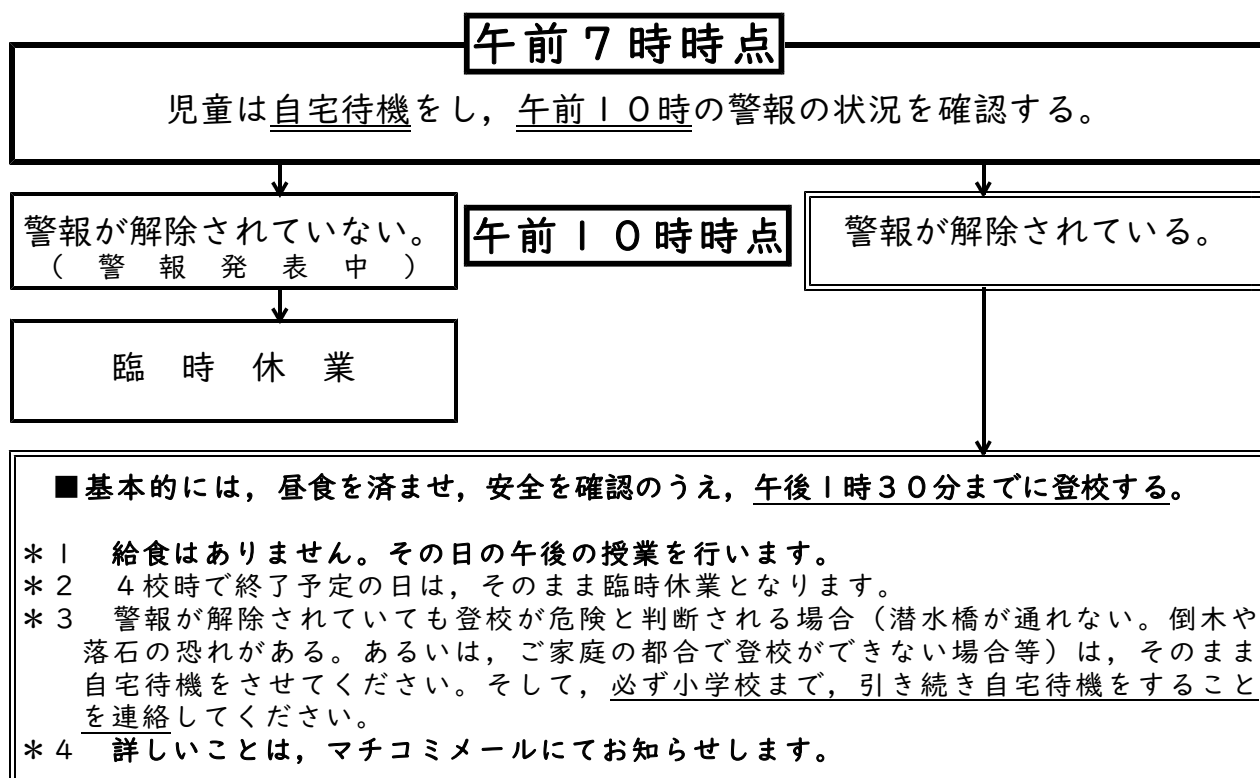 午前７時時点
児童は自宅待機をし，午前１０時の警報の状況を確認する。
警報が解除されていない。
（警報発表中）
午前１０時時点
警報が解除されている。
臨時休業
■基本的には，昼食を済ませ，安全を確認のうえ，午後１時３０分までに登校する。
＊１　給食はありません。その日の午後の授業を行います。
＊２　４校時で終了予定の日は，そのまま臨時休業となります。
＊３　警報が解除されていても登校が危険と判断される場合（潜水橋が通れない。倒木や
落石の恐れがある。あるいは，ご家庭の都合で登校ができない場合等）は，そのまま
自宅待機をさせてください。そして，必ず小学校まで，引き続き自宅待機をすること
を連絡してください。
＊４　詳しいことは，マチコミメールにてお知らせします。